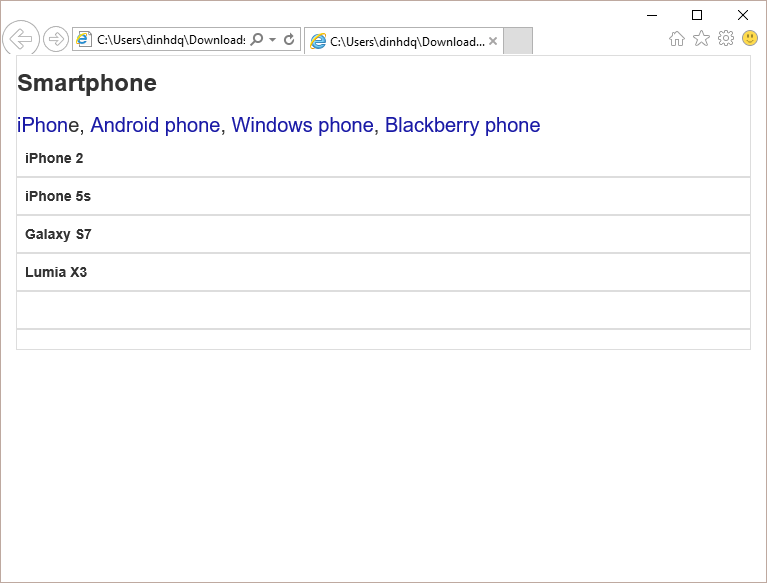 C:\Users\dinhdq\Downloads
C:\Users\dinhdq\Download...
Smartphone
iPhone, Android phone, Windows phone, Blackberry phone
iPhone 2
iPhone 5s
Galaxy S7
Lumia X3